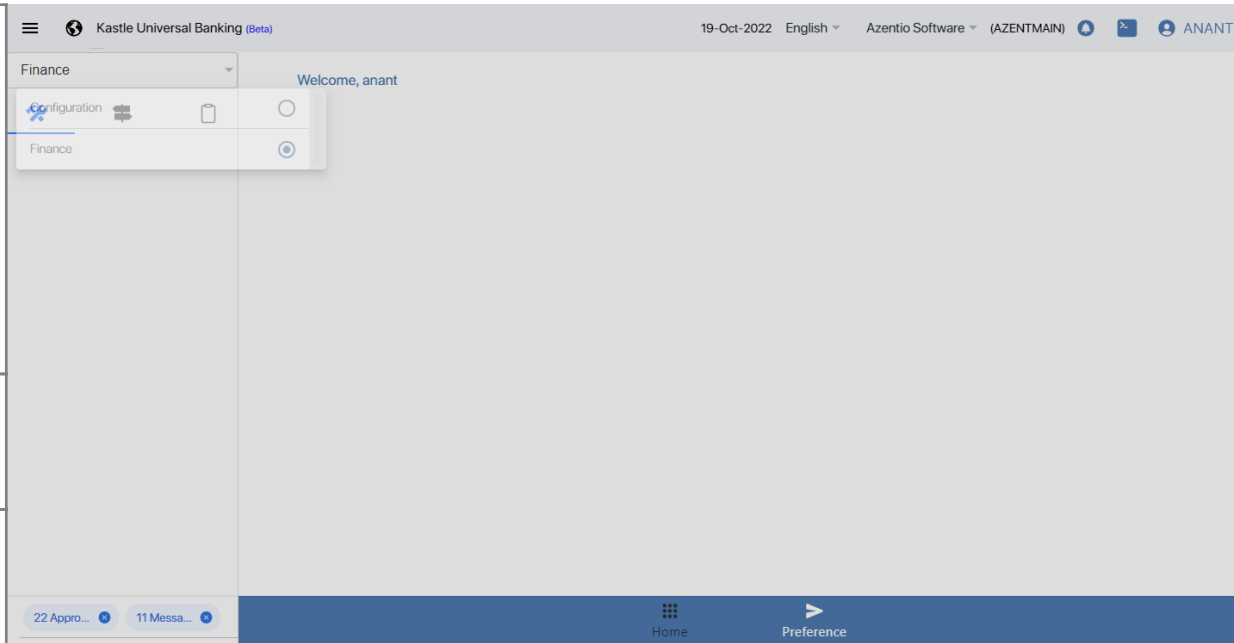 Kastle Universal Banking (Beta) 19-Oct-2022 English Azentio Software (AZENTMAIN) ANANT
Finance
Welcome, anant
Configuration
Finance
22 Appro... 11 Messa...
Home Preference